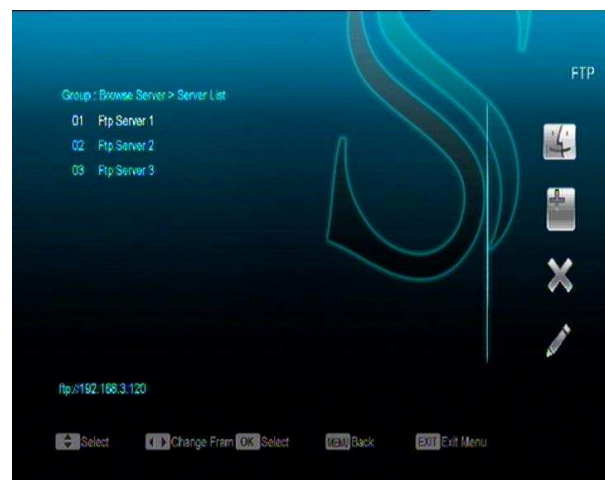 FTP
Group : Browse Server > Server List
01 Ftp Server 1
02 Ftp Server 2
03 Ftp Server 3
ftp://192.168.3.120
Select Change Fram OK Select MENU Back EXIT Exit Menu